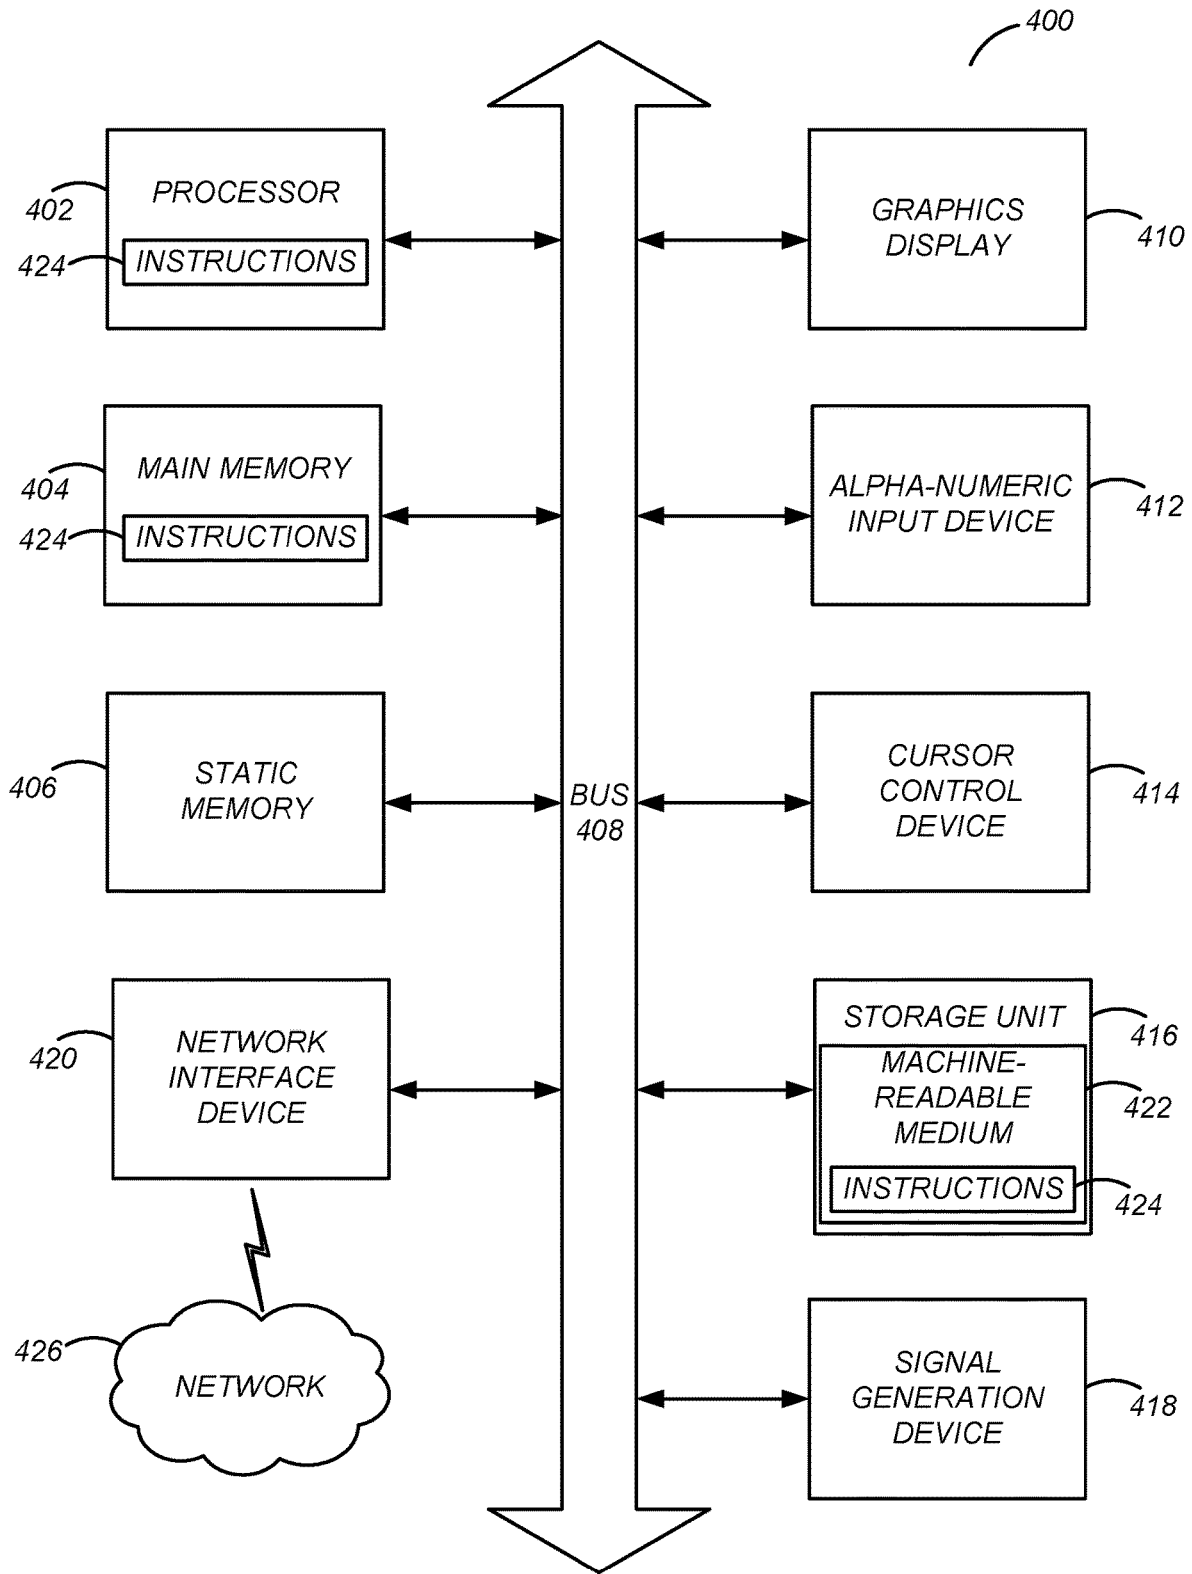 400
PROCESSOR
402
424
INSTRUCTIONS
GRAPHICS
DISPLAY
410
MAIN MEMORY
404
424
INSTRUCTIONS
ALPHA-NUMERIC
INPUT DEVICE
412
STATIC
MEMORY
406
BUS
408
CURSOR
CONTROL
DEVICE
414
NETWORK
INTERFACE
DEVICE
420
STORAGE UNIT
416
MACHINE-
READABLE
MEDIUM
422
INSTRUCTIONS
424
426
NETWORK
SIGNAL
GENERATION
DEVICE
418